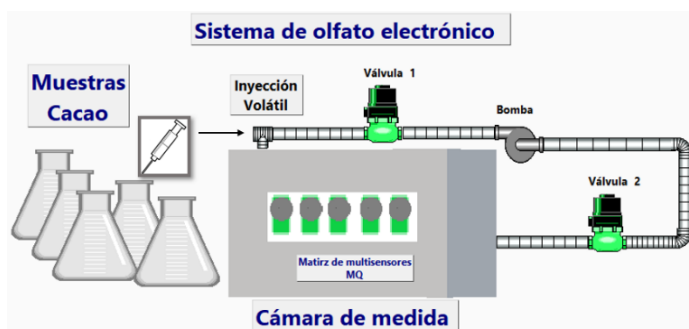 Sistema de olfato electrónico
Muestras
Cacao
Inyección
Volátil
Válvula 1
Bomba
Válvula 2
Matirz de multisensores
MQ
Cámara de medida